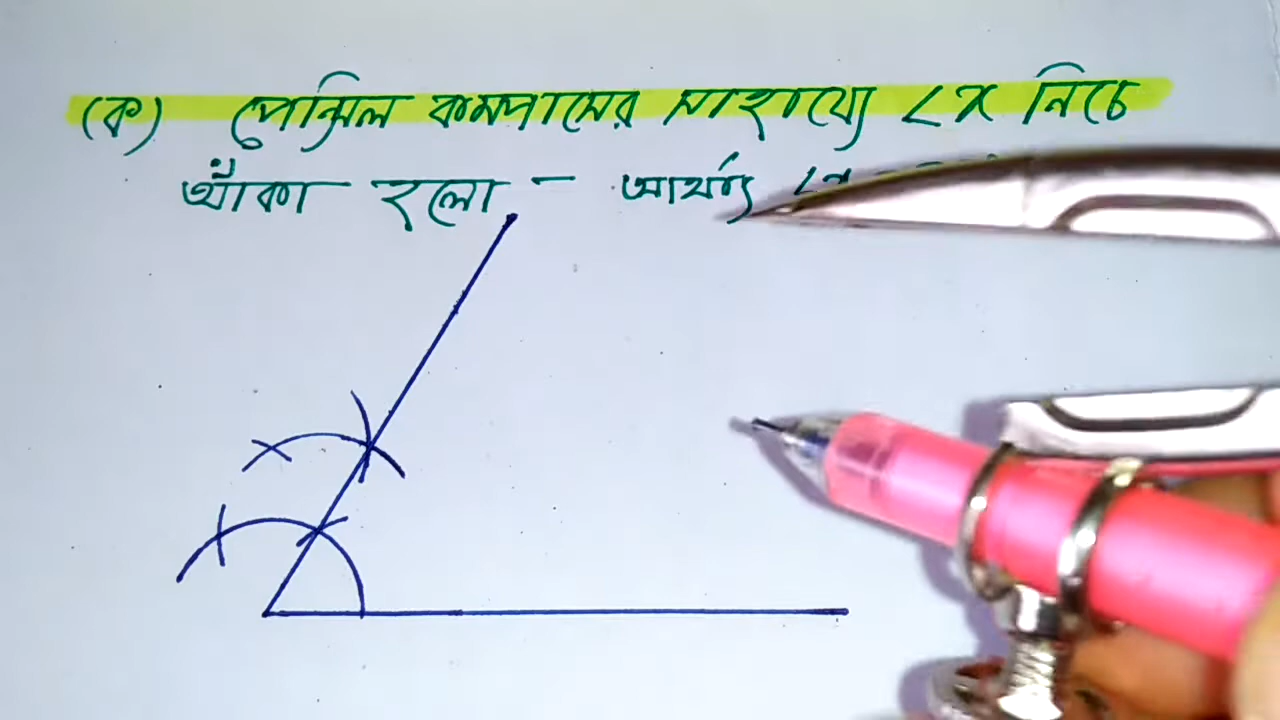 (ক) পেন্সিল কম্পাসের সাহায্যে ∠x নিচে
আঁকা হলো - অর্থাৎ ∠x